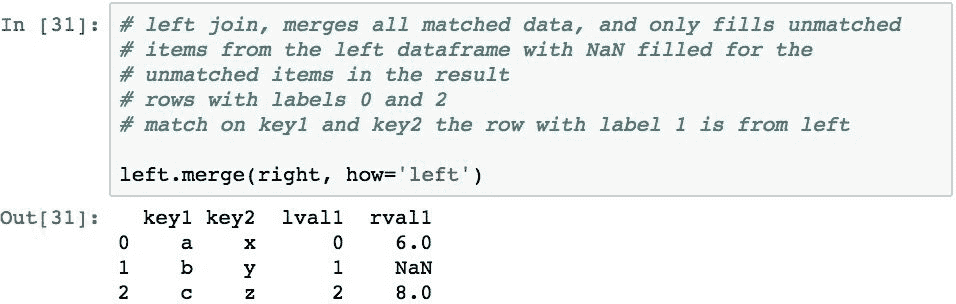 In [31]: # left join, merges all matched data, and only fills unmatched
# items from the left dataframe with NaN filled for the
# unmatched items in the result
# rows with labels 0 and 2
# match on key1 and key2 the row with label 1 is from left
left.merge(right, how='left')
Out[31]: key1 key2 lval1 rval1
0 a x 0 6.0
1 b y 1 NaN
2 c z 2 8.0